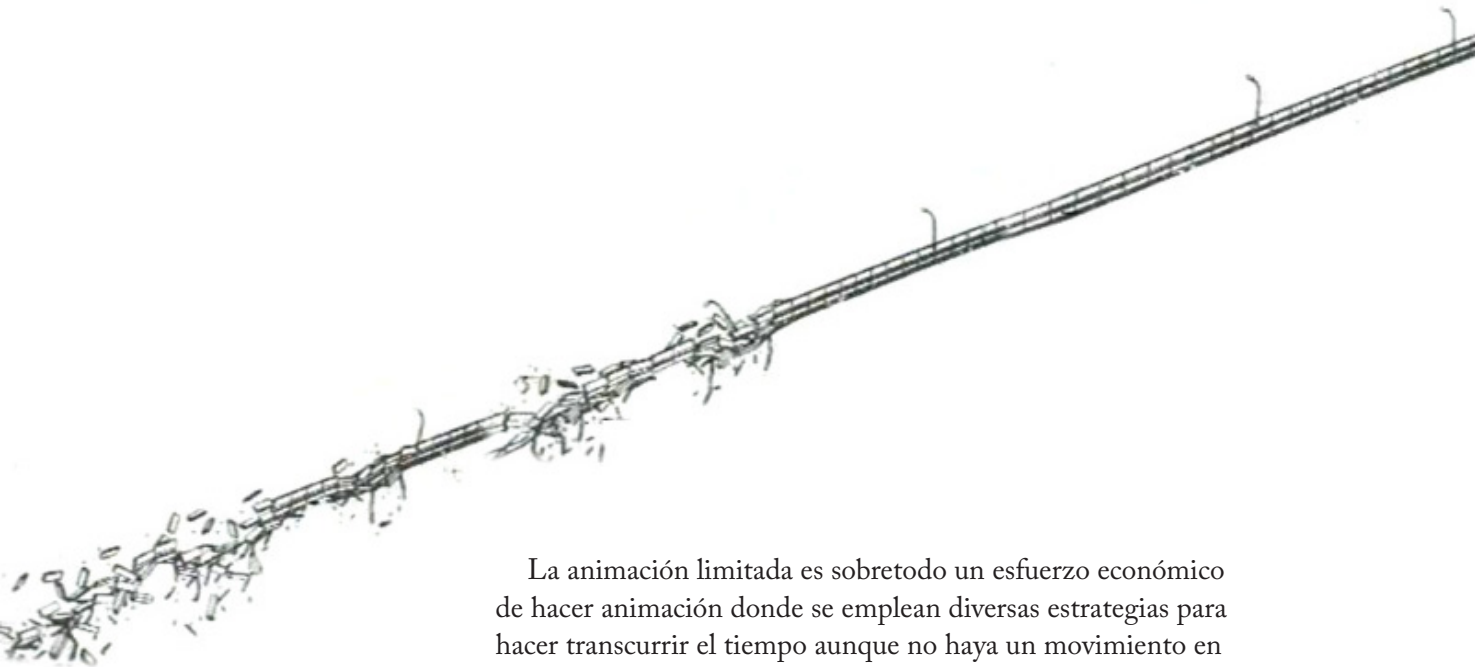 La animación limitada es sobretodo un esfuerzo económico
de hacer animación donde se emplean diversas estrategias para
hacer transcurrir el tiempo aunque no haya un movimiento en